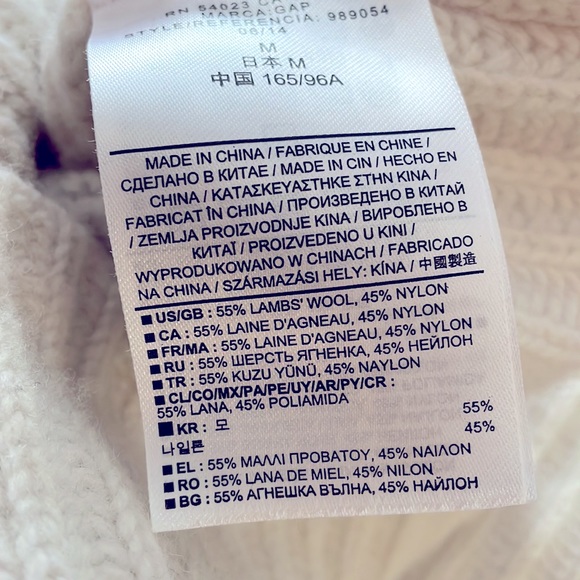 RN 54023 CA
MARCA:GAP
STYLE/REFERENCIA: 989054
08/14
M
日本 M
中国 165/96A
MADE IN CHINA / FABRIQUE EN CHINE /
СДЕЛАНО В КИТАЕ / MADE IN CIN / HECHO EN
CHINA / ΚΑΤΑΣΚΕΥΑΣΤΗΚΕ ΣΤΗΝ ΚΙΝΑ /
FABRICAT ÎN CHINA / ПРОИЗВЕДЕНО В КИТАЙ
/ ZEMLJA PROIZVODNJE KINA / ВИРОБЛЕНО В
КИТАЇ / PROIZVEDENO U KINI /
WYPRODUKOWANO W CHINACH / FABRICADO
NA CHINA / SZÁRMAZÁSI HELY: KÍNA / 中國製造
■ US/GB : 55% LAMBS' WOOL, 45% NYLON
■ CA : 55% LAINE D'AGNEAU, 45% NYLON
■ FR/MA : 55% LAINE D'AGNEAU, 45% NYLON
■ RU : 55% ШЕРСТЬ ЯГНЕНКА, 45% НЕЙЛОН
■ TR : 55% KUZU YÜNÜ, 45% NAYLON
■ CL/CO/MX/PA/PE/UY/AR/PY/CR :
55% LANA, 45% POLIAMIDA
■ KR : 모 55%
나일론 45%
■ EL : 55% ΜΑΛΛΙ ΠΡΟΒΑΤΟΥ, 45% ΝΑΙΛΟΝ
■ RO : 55% LANA DE MIEL, 45% NILON
■ BG : 55% АГНЕШКА ВЪЛНА, 45% НАЙЛОН